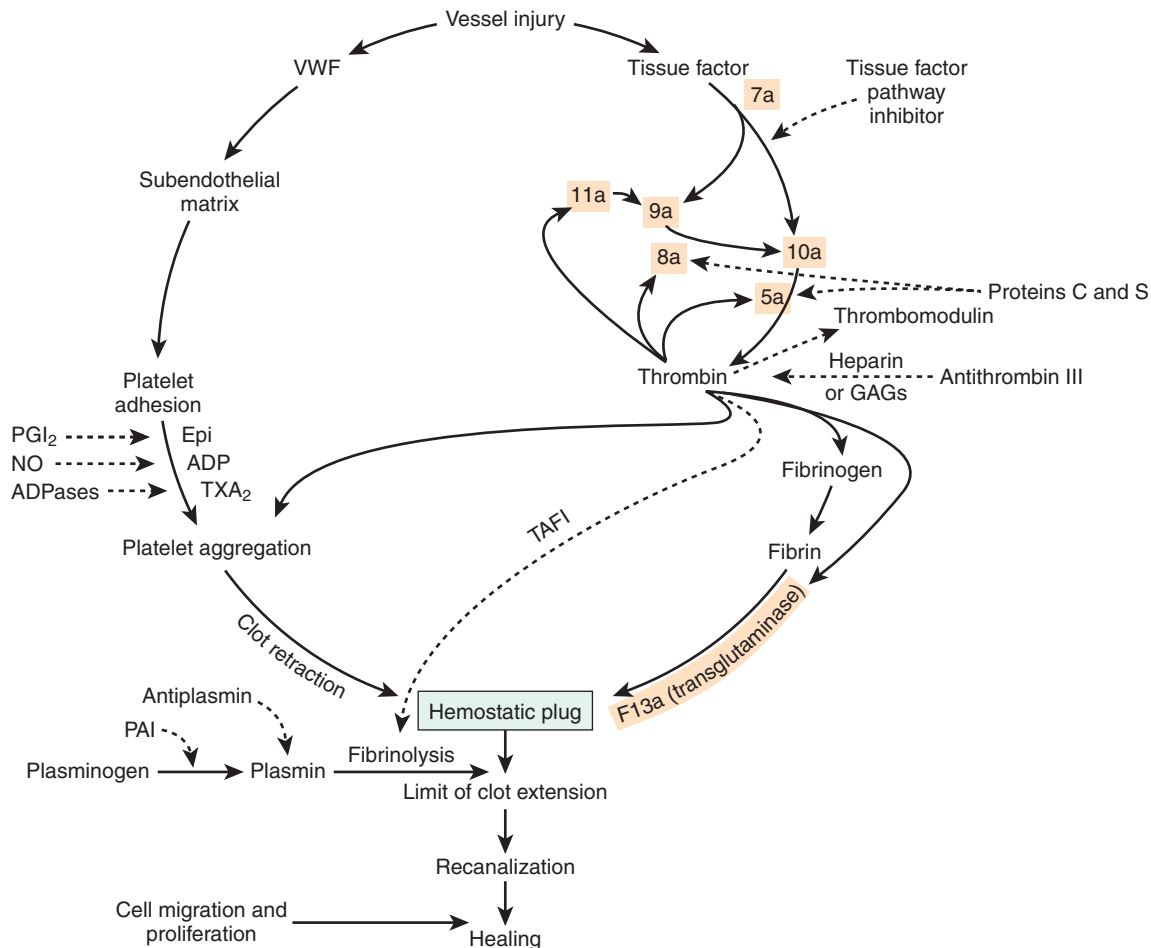 Vessel injury
VWF
Tissue factor
Tissue factor
pathway
inhibitor
7a
Subendothelial
matrix
11a
9a
8a
10a
5a
Proteins C and S
Thrombomodulin
Platelet
adhesion
Thrombin
Heparin
or GAGs
Antithrombin III
PGI₂
Epi
NO
ADP
ADPases
TXA₂
Fibrinogen
TAFI
Platelet aggregation
Fibrin
Clot retraction
F13a (transglutaminase)
Antiplasmin
Hemostatic plug
PAI
Fibrinolysis
Plasminogen
Plasmin
Limit of clot extension
Recanalization
Cell migration and
proliferation
Healing